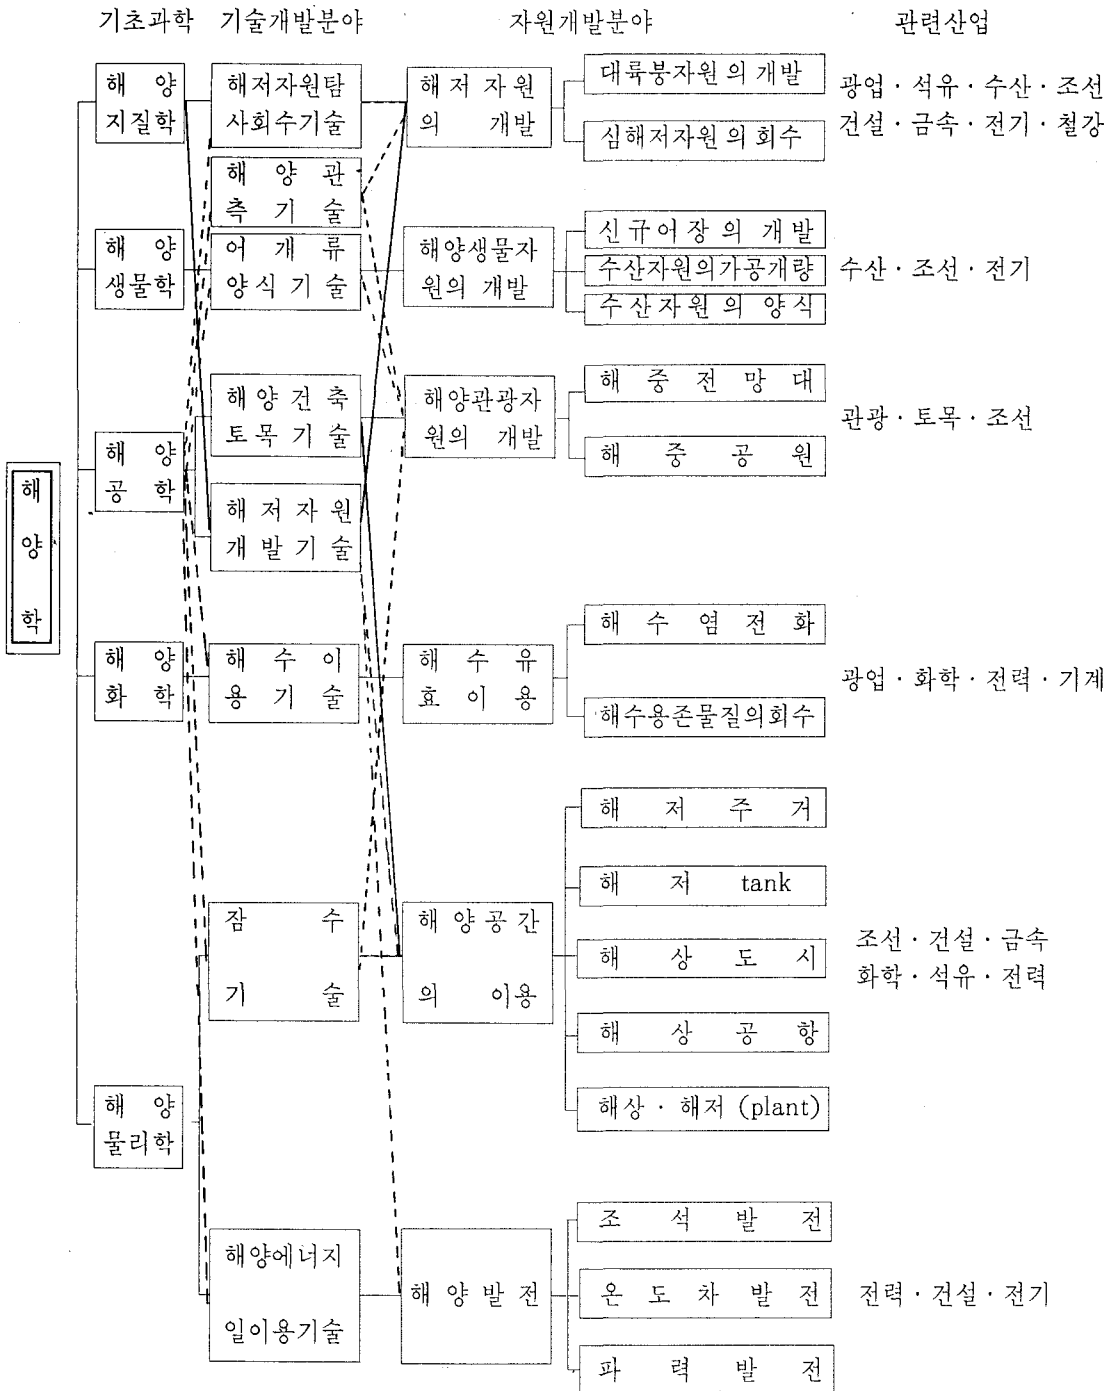 기초과학 기술개발분야 자원개발분야 관련산업
해양학
해 양
지질학
해저자원탐
사회수기술
해 저 자 원
의 개 발
대륙붕자원의 개발
심해저자원의 회수
광업 · 석유 · 수산 · 조선
건설 · 금속 · 전기 · 철강
해 양 관
측 기 술
해 양
생물학
어 개 류
양 식 기 술
해양생물자
원의 개발
신규어장의 개발
수산자원의가공개량
수산자원의 양식
수산 · 조선 · 전기
해 양
공 학
해 양 건 축
토 목 기 술
해양관광자
원의 개발
해 중 전 망 대
해 중 공 원
관광 · 토목 · 조선
해 저 자 원
개 발 기 술
해 양
화 학
해 수 이
용 기 술
해 수 유
효 이 용
해 수 염 전 화
해수용존물질의회수
광업 · 화학 · 전력 · 기계
잠 수
기 술
해 양 공 간
의 이용
해 저 주 거
해 저 tank
해 상 도 시
해 상 공 항
해상 · 해저 (plant)
조선 · 건설 · 금속
화학 · 석유 · 전력
해 양
물리학
해양에너지
일이용기술
해 양 발 전
조 석 발 전
온 도 차 발 전
파 력 발 전
전력 · 건설 · 전기